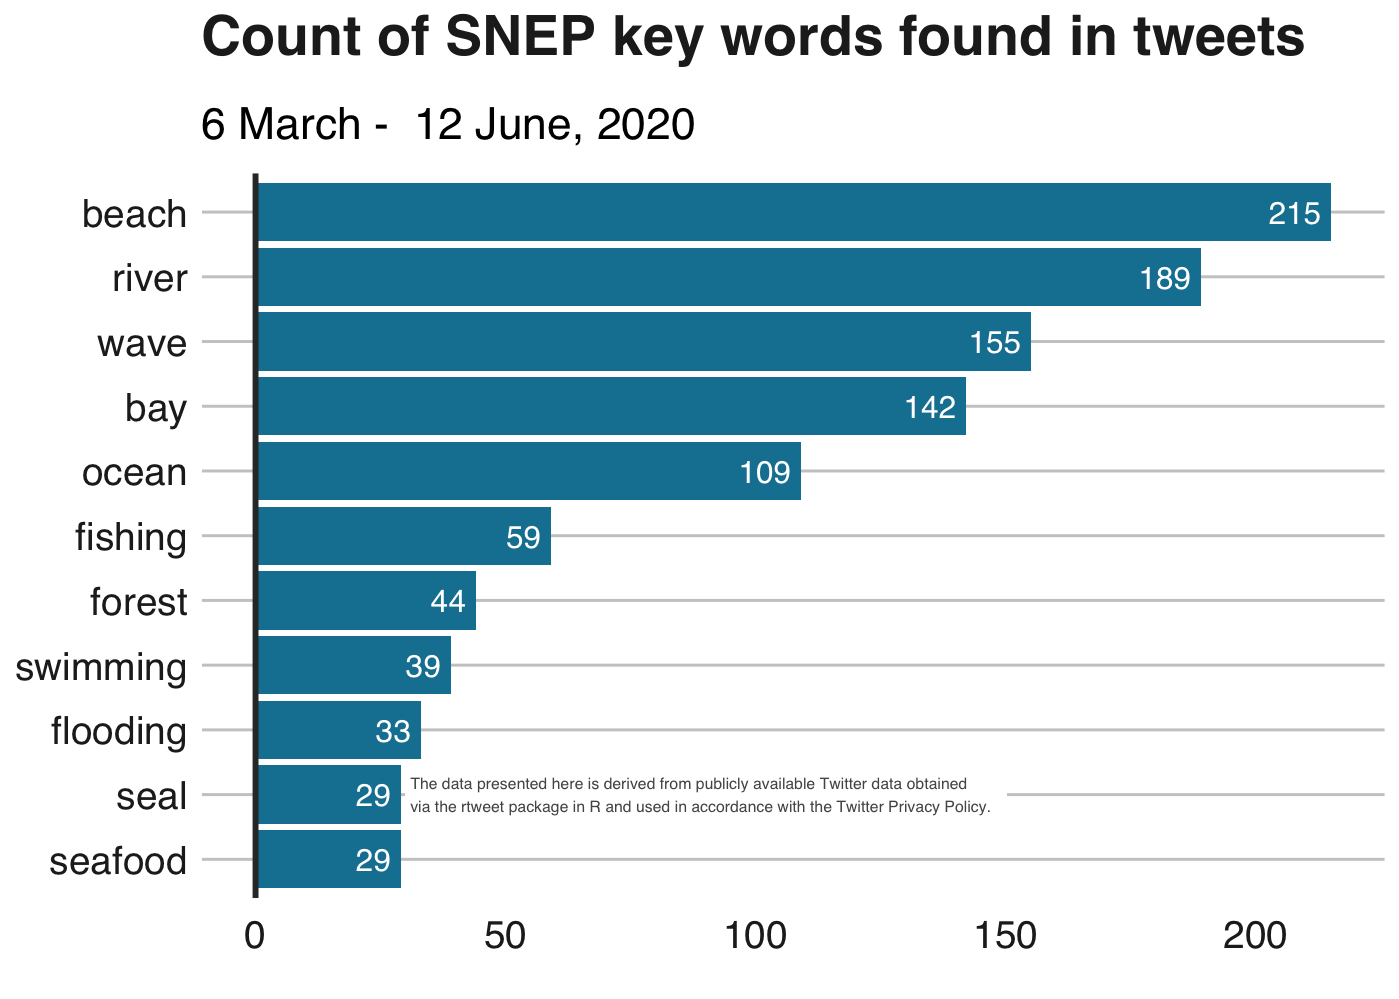 Count of SNEP key words found in tweets
6 March -  12 June, 2020
beach 215
river 189
wave 155
bay 142
ocean 109
fishing 59
forest 44
swimming 39
flooding 33
seal 29
The data presented here is derived from publicly available Twitter data obtained
via the rtweet package in R and used in accordance with the Twitter Privacy Policy.
seafood 29
0 50 100 150 200